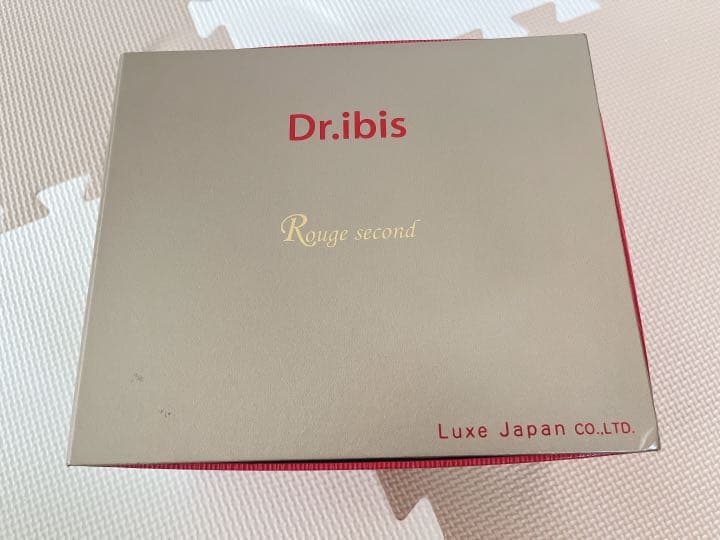 Dr.ibis
Rouge second
Luxe Japan CO.,LTD.